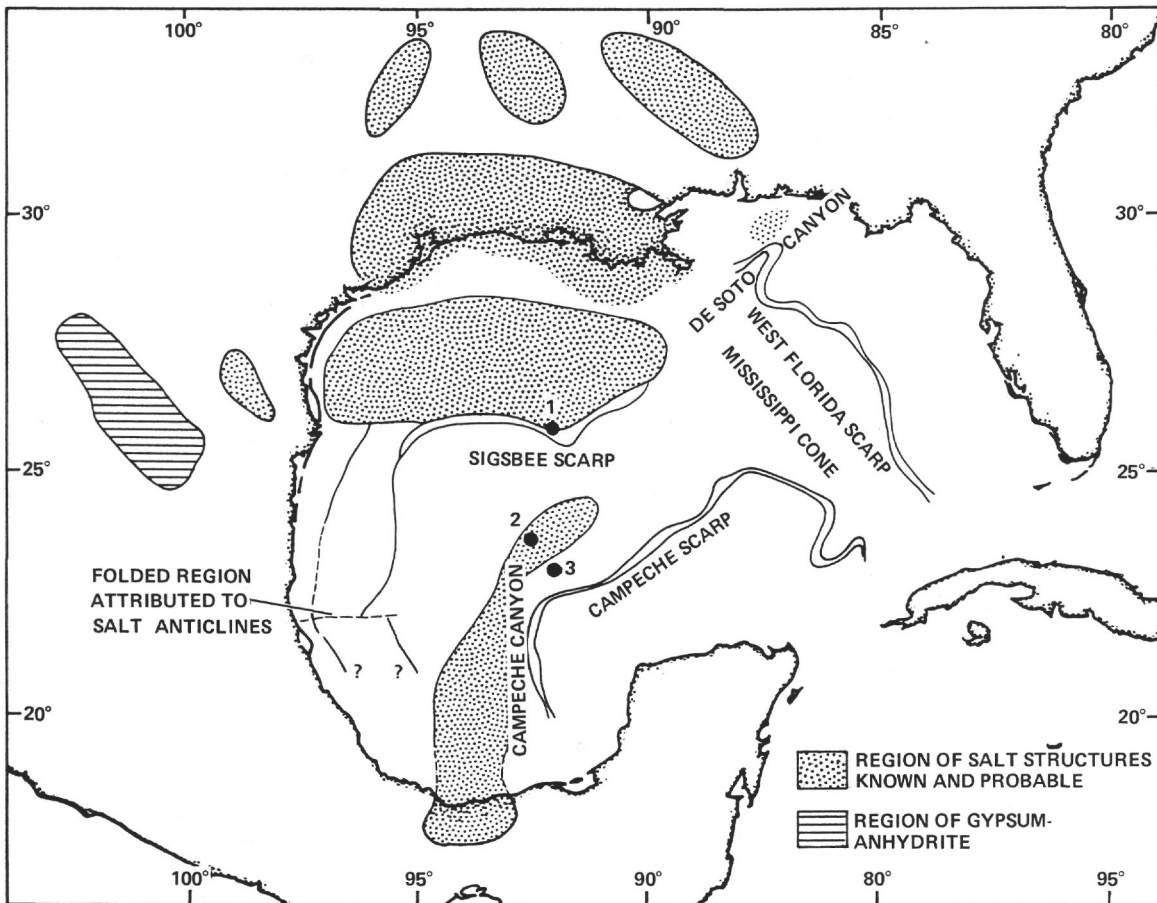 100° 95° 90° 85° 80°
30° 30°
DE SOTO CANYON
WEST FLORIDA SCARP
MISSISSIPPI CONE
1
SIGSBEE SCARP
25° 25°
2
3
CAMPECHE SCARP
FOLDED REGION
ATTRIBUTED TO
SALT ANTICLINES
CAMPECHE CANYON
? ?
20° 20°
REGION OF SALT STRUCTURES
KNOWN AND PROBABLE
REGION OF GYPSUM-
ANHYDRITE
100° 95° 90° 80° 95°